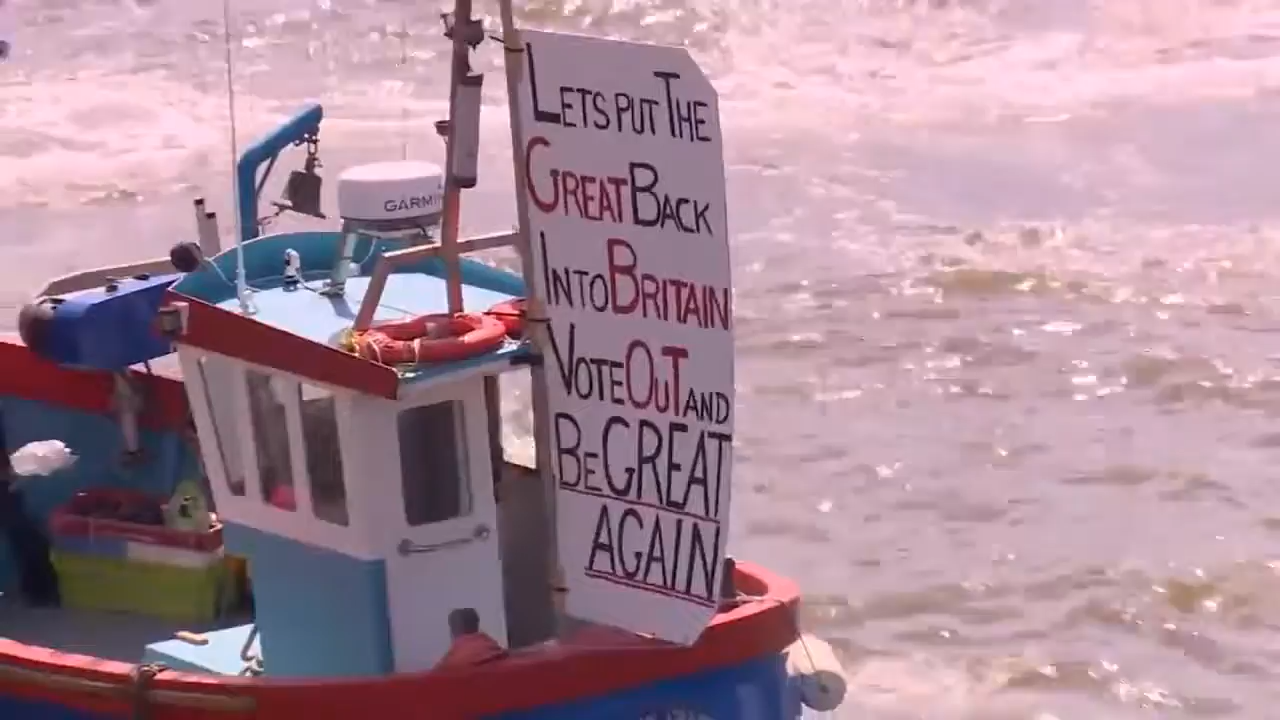 GARMIN
LETS PUT THE
GREAT BACK
INTO BRITAIN
VOTE OUT AND
BE GREAT
AGAIN